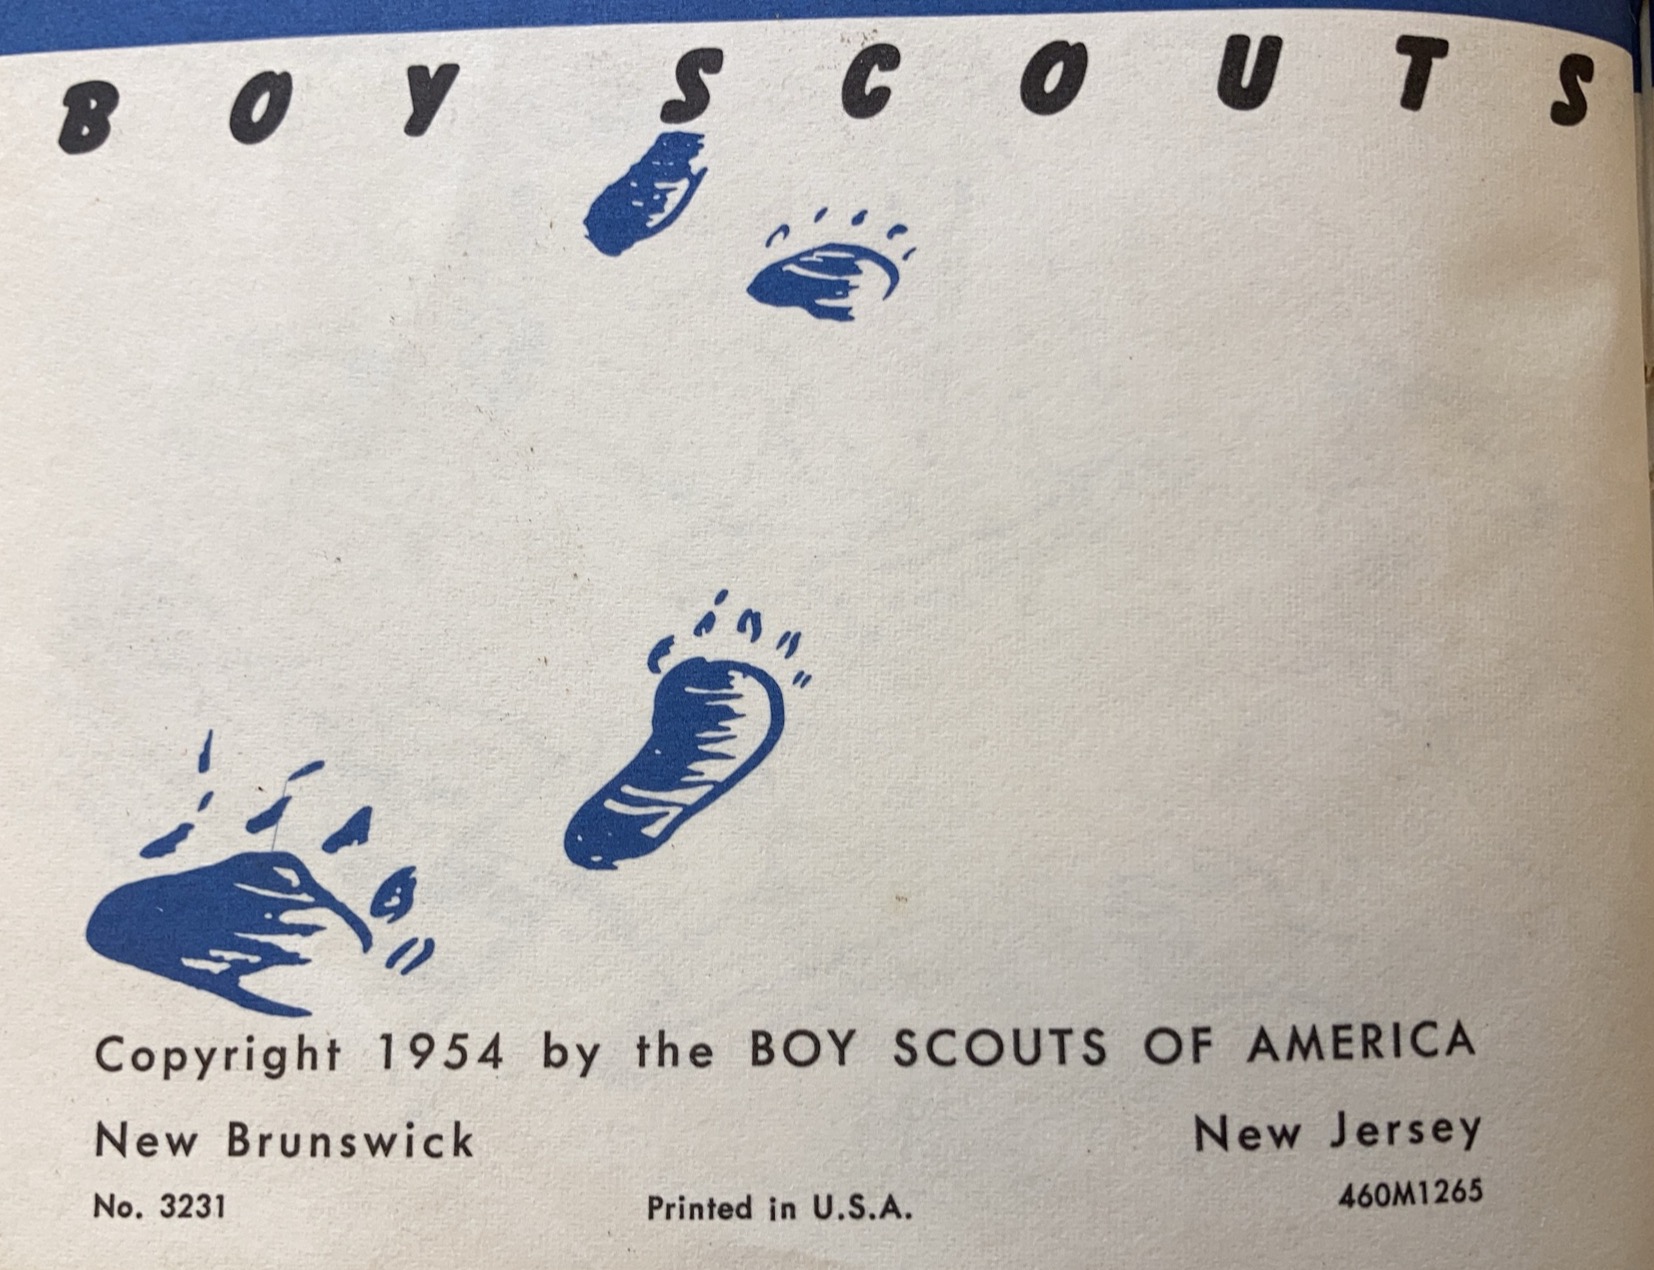 BOY SCOUTS
Copyright 1954 by the BOY SCOUTS OF AMERICA
New Brunswick New Jersey
No. 3231 Printed in U.S.A. 460M1265